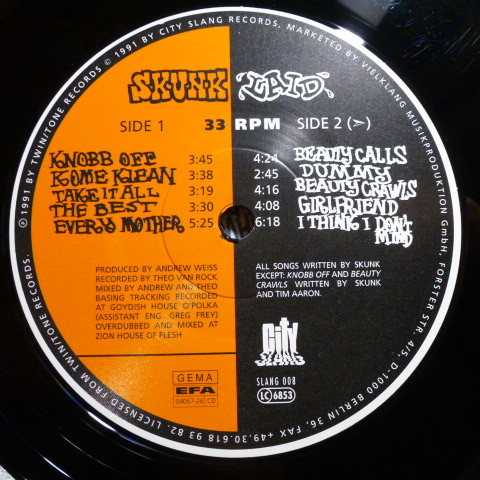 SKUNK LAID
SIDE 1 33 RPM SIDE 2 (>)
KNOBB OFF 3:45
KOME KLEAN 3:38
TAKE IT ALL 3:19
THE BEST 3:30
EVER'D MOTHER 5:25
4:24 BEAUTY CALLS
2:45 DUMMY
4:16 BEAUTY CRAWLS
4:08 GIRLFRIEND
6:18 I THINK I DON'T
MIND
PRODUCED BY ANDREW WEISS
RECORDED BY THEO VAN ROCK
MIXED BY ANDREW AND THEO
BASING TRACKING RECORDED
AT GOYDISH HOUSE O'POLKA
(ASSISTANT ENG. GREG FREY)
OVERDUBBED AND MIXED AT
ZION HOUSE OF FLESH
ALL SONGS WRITTEN BY SKUNK
EXCEPT: KNOBB OFF AND BEAUTY
CRAWLS WRITTEN BY SKUNK
AND TIM AARON.
City
SLANG
SLANG 008
LC 6853
GEMA
EFA
04067-26 CD
℗ 1991 BY TWIN/TONE RECORDS © 1991 BY CITY SLANG RECORDS, MARKETED BY VIELKLANG MUSIKPRODUKTION GmbH, FORSTER STR. 4/5, D-1000 BERLIN 36, FAX +49.30.618 93 82. LICENSED FROM TWIN/TONE RECORDS.